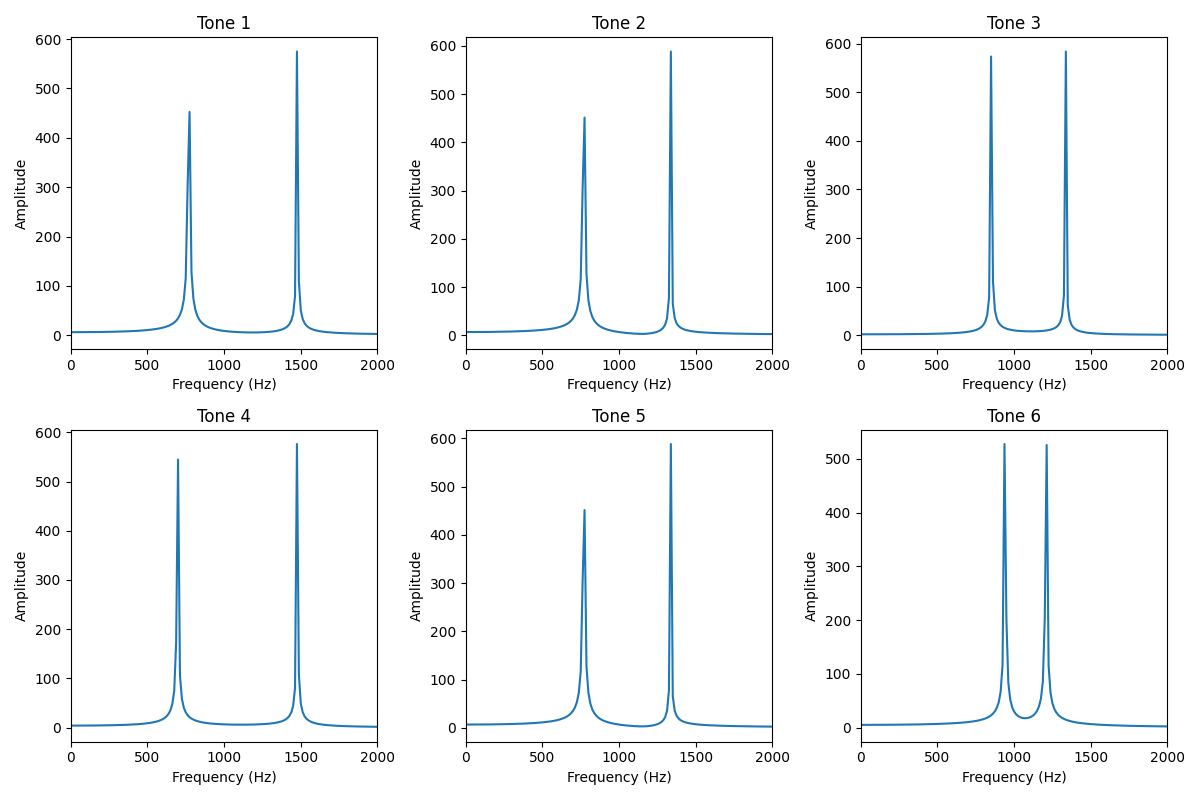 Tone 1 Tone 2 Tone 3
600 600 600
500 500 500
400 400 400
300 300 300
200 200 200
100 100 100
0 0 0
Amplitude Amplitude Amplitude
0 500 1000 1500 2000 0 500 1000 1500 2000 0 500 1000 1500 2000
Frequency (Hz) Frequency (Hz) Frequency (Hz)
Tone 4 Tone 5 Tone 6
600 600 500
500 500 400
400 400 300
300 300 200
200 200 100
100 100 0
0 0
Amplitude Amplitude Amplitude
0 500 1000 1500 2000 0 500 1000 1500 2000 0 500 1000 1500 2000
Frequency (Hz) Frequency (Hz) Frequency (Hz)